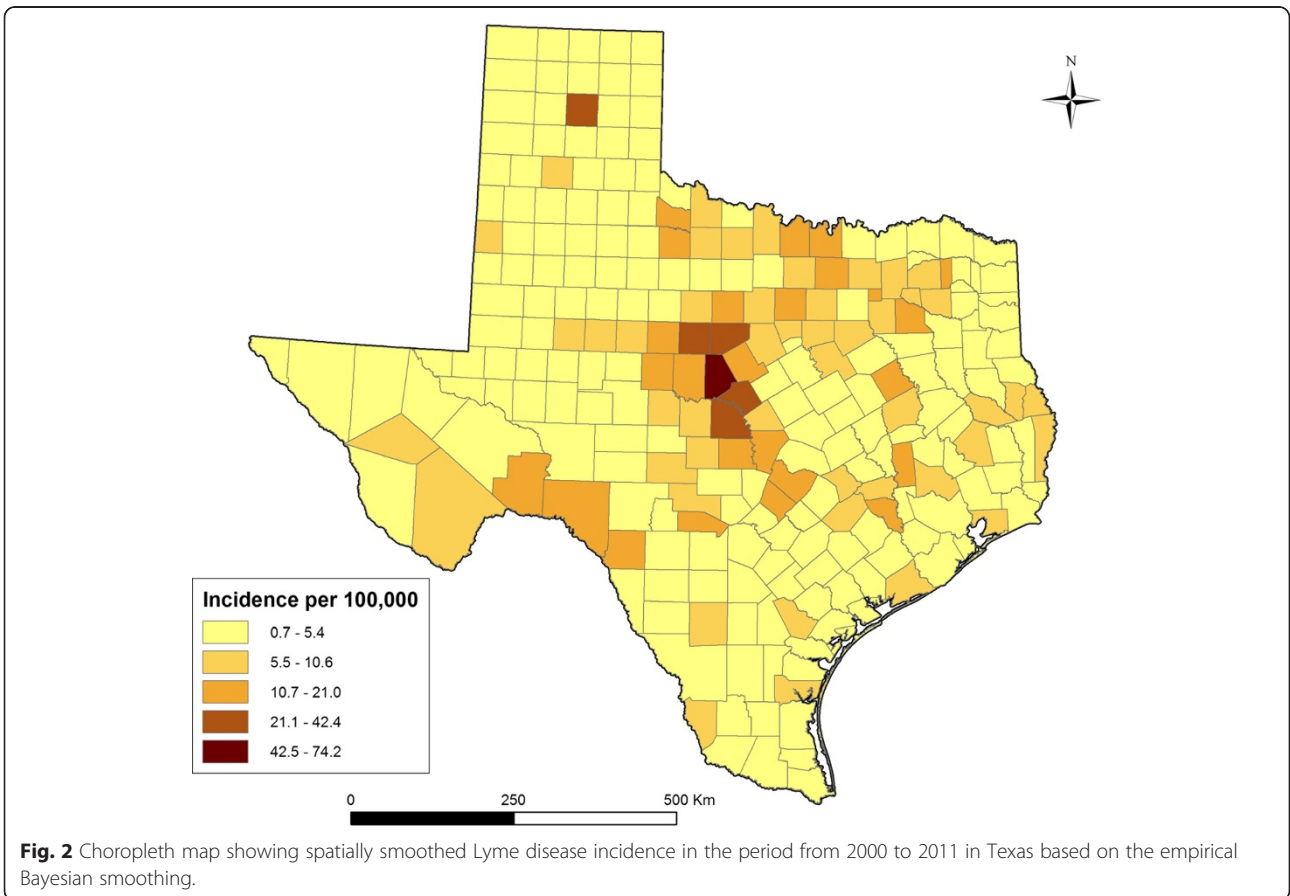 N
Incidence per 100,000
0.7 - 5.4
5.5 - 10.6
10.7 - 21.0
21.1 - 42.4
42.5 - 74.2
0 250 500 Km
Fig. 2 Choropleth map showing spatially smoothed Lyme disease incidence in the period from 2000 to 2011 in Texas based on the empirical
Bayesian smoothing.